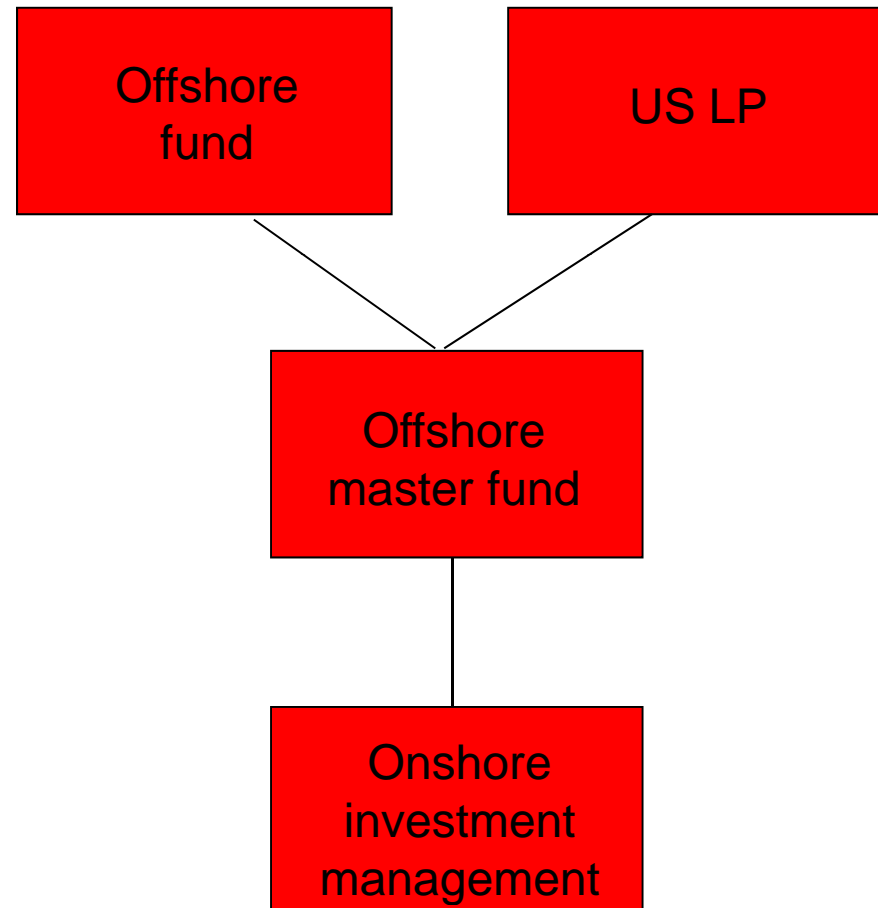 Offshore
fund
US LP
Offshore
master fund
Onshore
investment
management